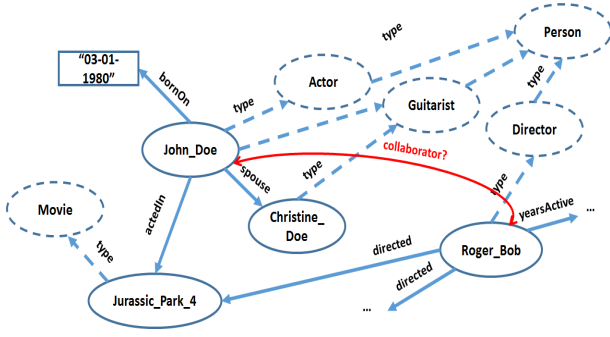 Person
type
"03-01-
1980"
Actor
type
bornOn
Guitarist
type
Director
John_Doe
collaborator?
type
spouse
type
Movie
actedIn
Christine_
Doe
yearsActive
...
type
directed
Roger_Bob
directed
Jurassic_Park_4
...